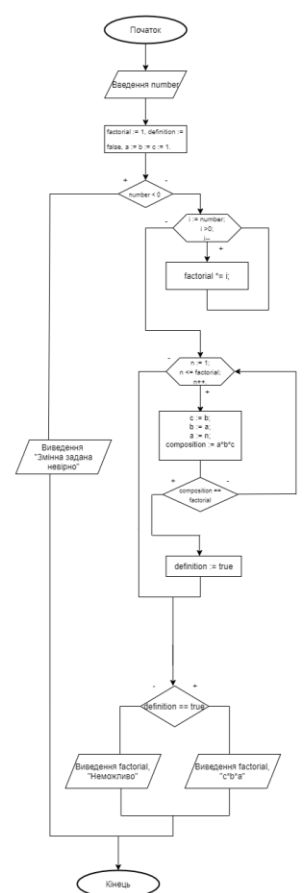 Початок
Введення number
factorial := 1, definition :=
false, a := b := c := 1.
+
-
number < 0
-
i := number;
i >0;
i--
+
factorial *= i;
-
n := 1;
n <= factorial;
n++.
+
c := b;
b := a;
a := n;
composition := a*b*c
Виведення
"Змінна задана
невірно"
+
-
composition ==
factorial
definition := true
-
+
definition == true
Виведення factorial,
"Неможливо"
Виведення factorial,
"c*b*a"
Кінець